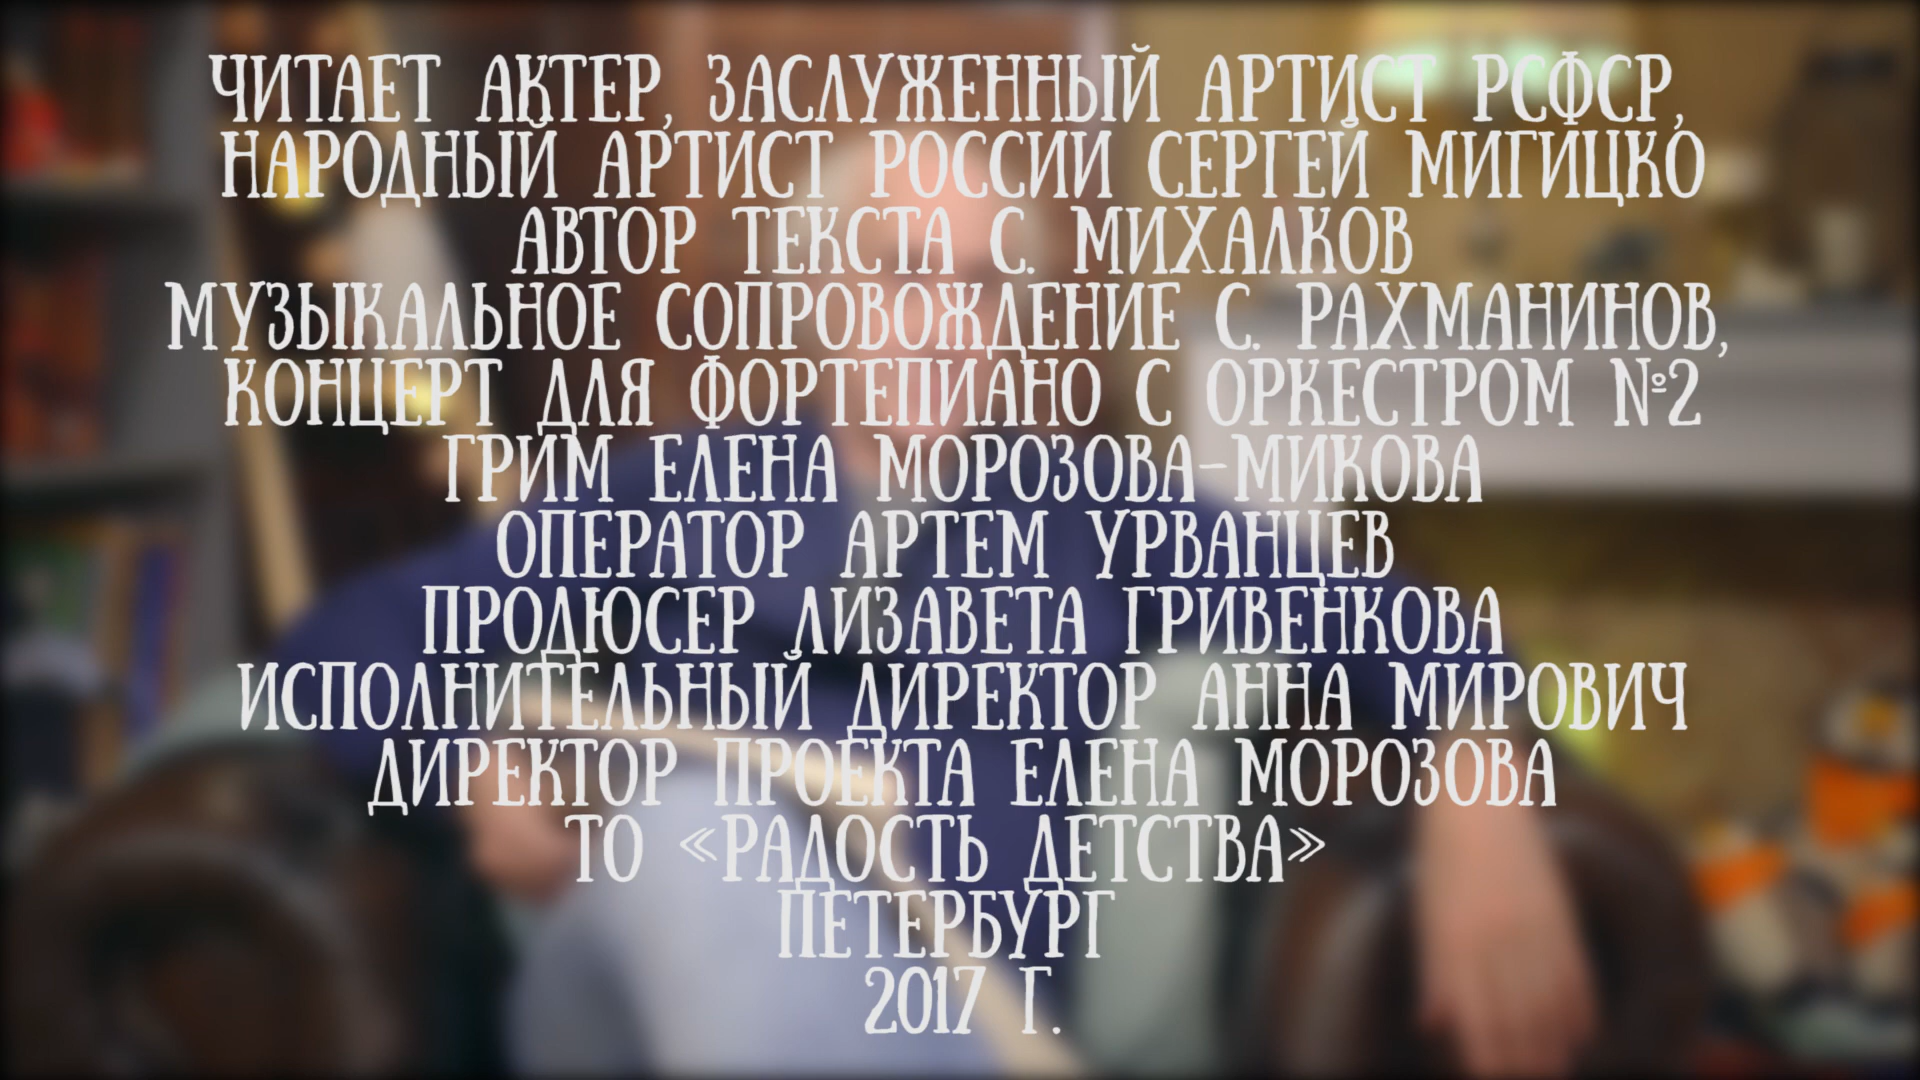 ЧИТАЕТ АКТЕР, ЗАСЛУЖЕННЫЙ АРТИСТ РСФСР,
НАРОДНЫЙ АРТИСТ РОССИИ СЕРГЕЙ МИГИЦКО
АВТОР ТЕКСТА С. МИХАЛКОВ
МУЗЫКАЛЬНОЕ СОПРОВОЖДЕНИЕ С. РАХМАНИНОВ,
КОНЦЕРТ ДЛЯ ФОРТЕПИАНО С ОРКЕСТРОМ №2
ГРИМ ЕЛЕНА МОРОЗОВА-МИКОВА
ОПЕРАТОР АРТЕМ УРВАНЦЕВ
ПРОДЮСЕР ЛИЗАВЕТА ГРИВЕНКОВА
ИСПОЛНИТЕЛЬНЫЙ ДИРЕКТОР АННА МИРОВИЧ
ДИРЕКТОР ПРОЕКТА ЕЛЕНА МОРОЗОВА
ТО «РАДОСТЬ ДЕТСТВА»
ПЕТЕРБУРГ
2017 Г.